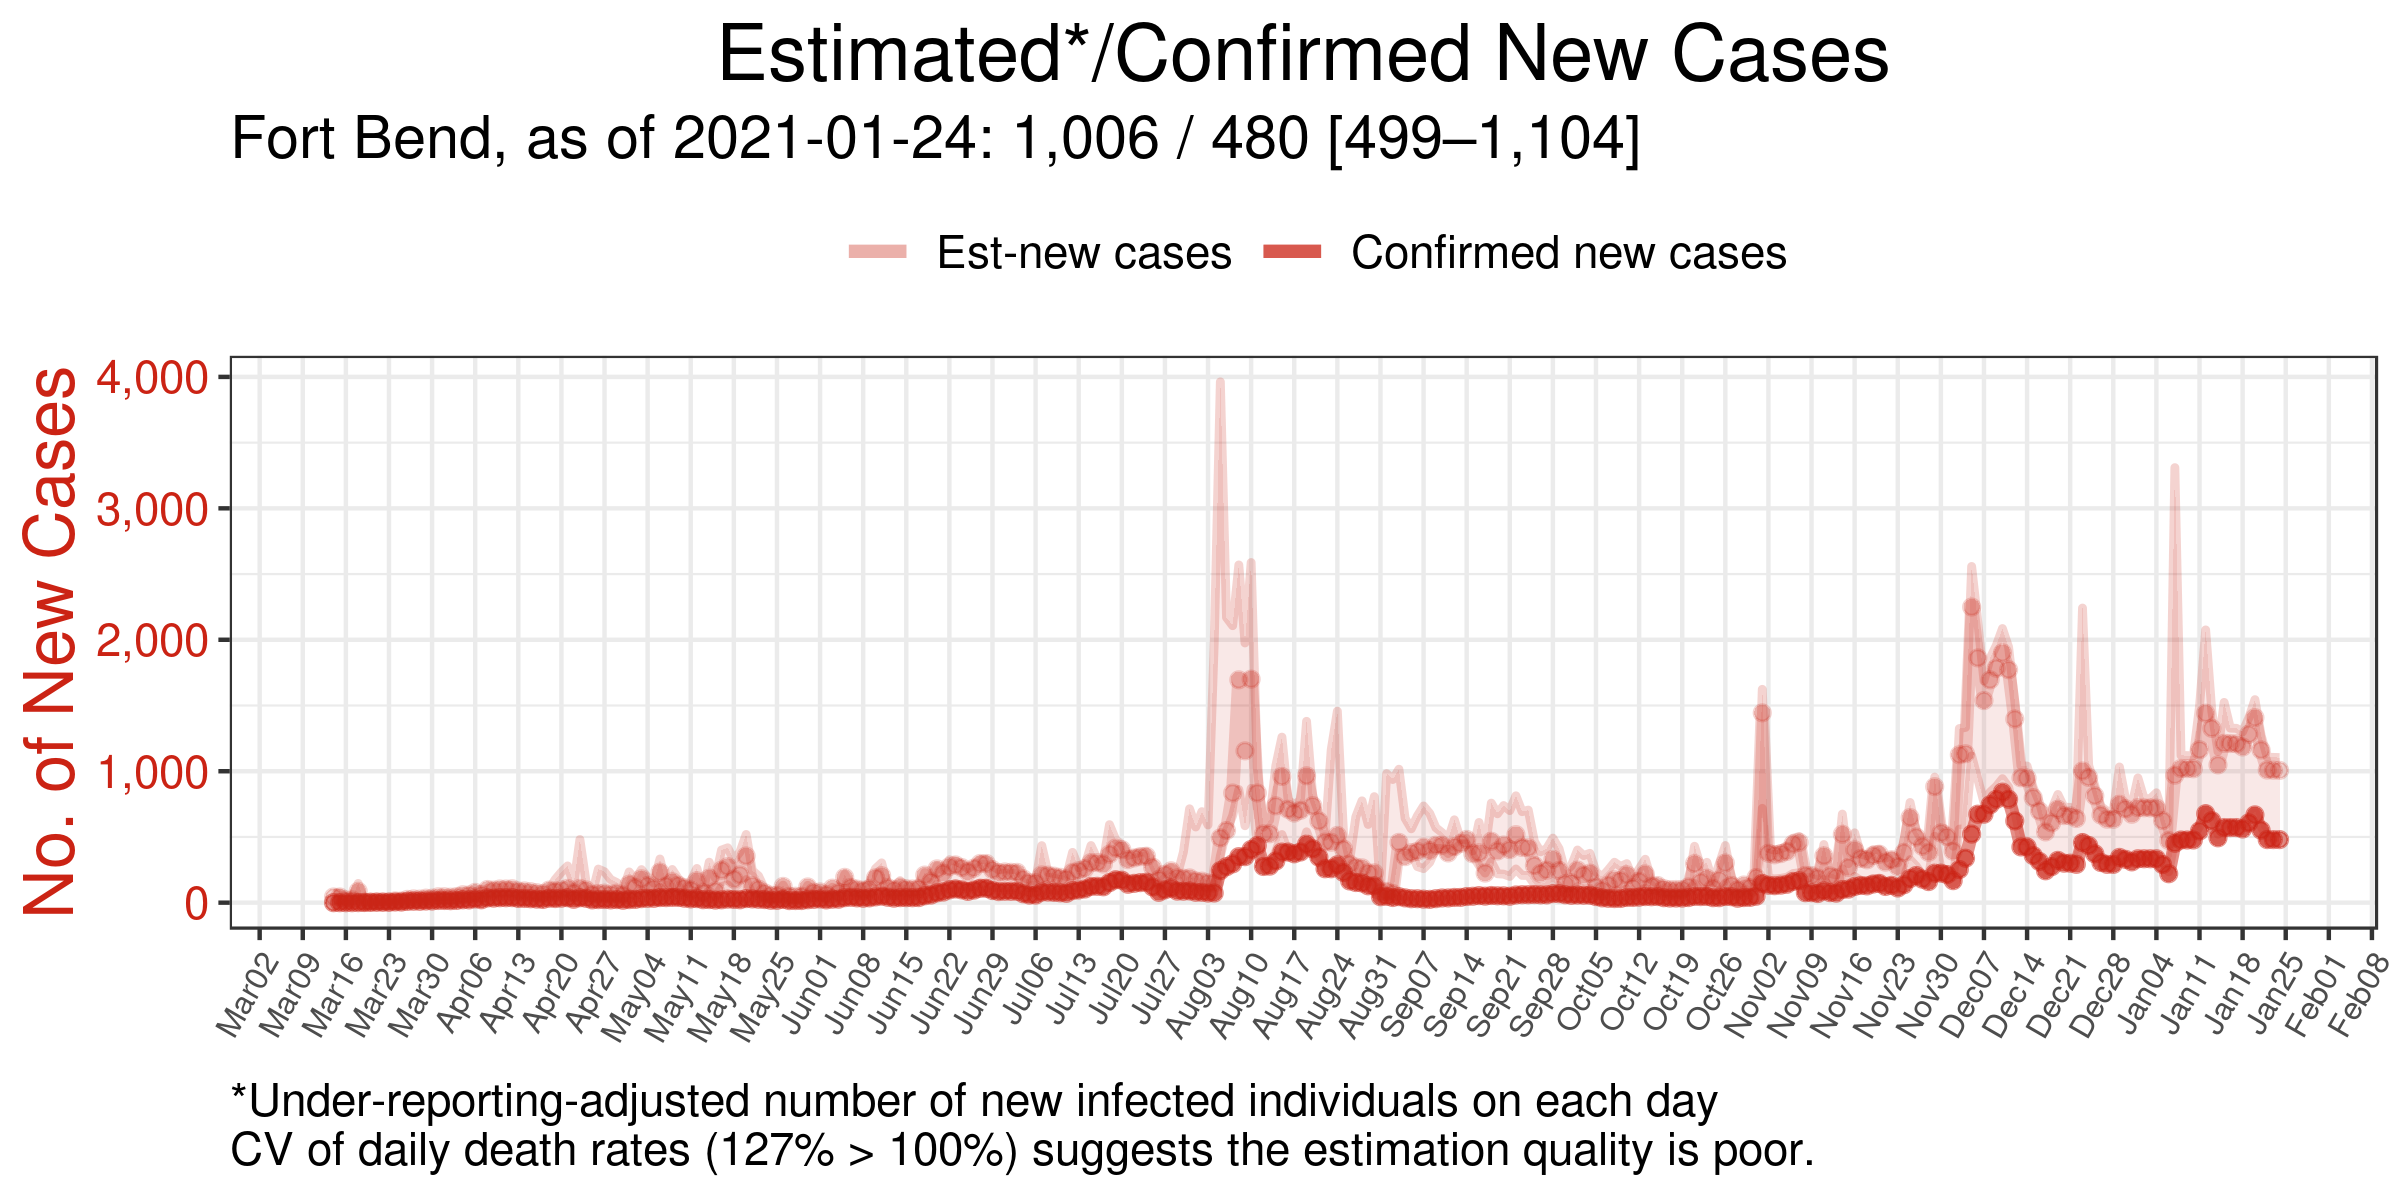 Estimated*/Confirmed New Cases
Fort Bend, as of 2021-01-24: 1,006 / 480 [499–1,104]
Est-new cases Confirmed new cases
No. of New Cases
4,000
3,000
2,000
1,000
0
Mar02 Mar09 Mar16 Mar23 Mar30 Apr06 Apr13 Apr20 Apr27 May04 May11 May18 May25 Jun01 Jun08 Jun15 Jun22 Jun29 Jul06 Jul13 Jul20 Jul27 Aug03 Aug10 Aug17 Aug24 Aug31 Sep07 Sep14 Sep21 Sep28 Oct05 Oct12 Oct19 Oct26 Nov02 Nov09 Nov16 Nov23 Nov30 Dec07 Dec14 Dec21 Dec28 Jan04 Jan11 Jan18 Jan25 Feb01 Feb08
*Under-reporting-adjusted number of new infected individuals on each day
CV of daily death rates (127% > 100%) suggests the estimation quality is poor.